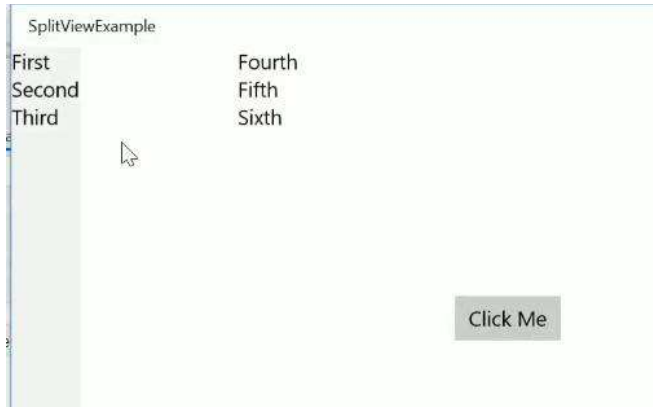 SplitViewExample
First
Second
Third
Fourth
Fifth
Sixth
Click Me